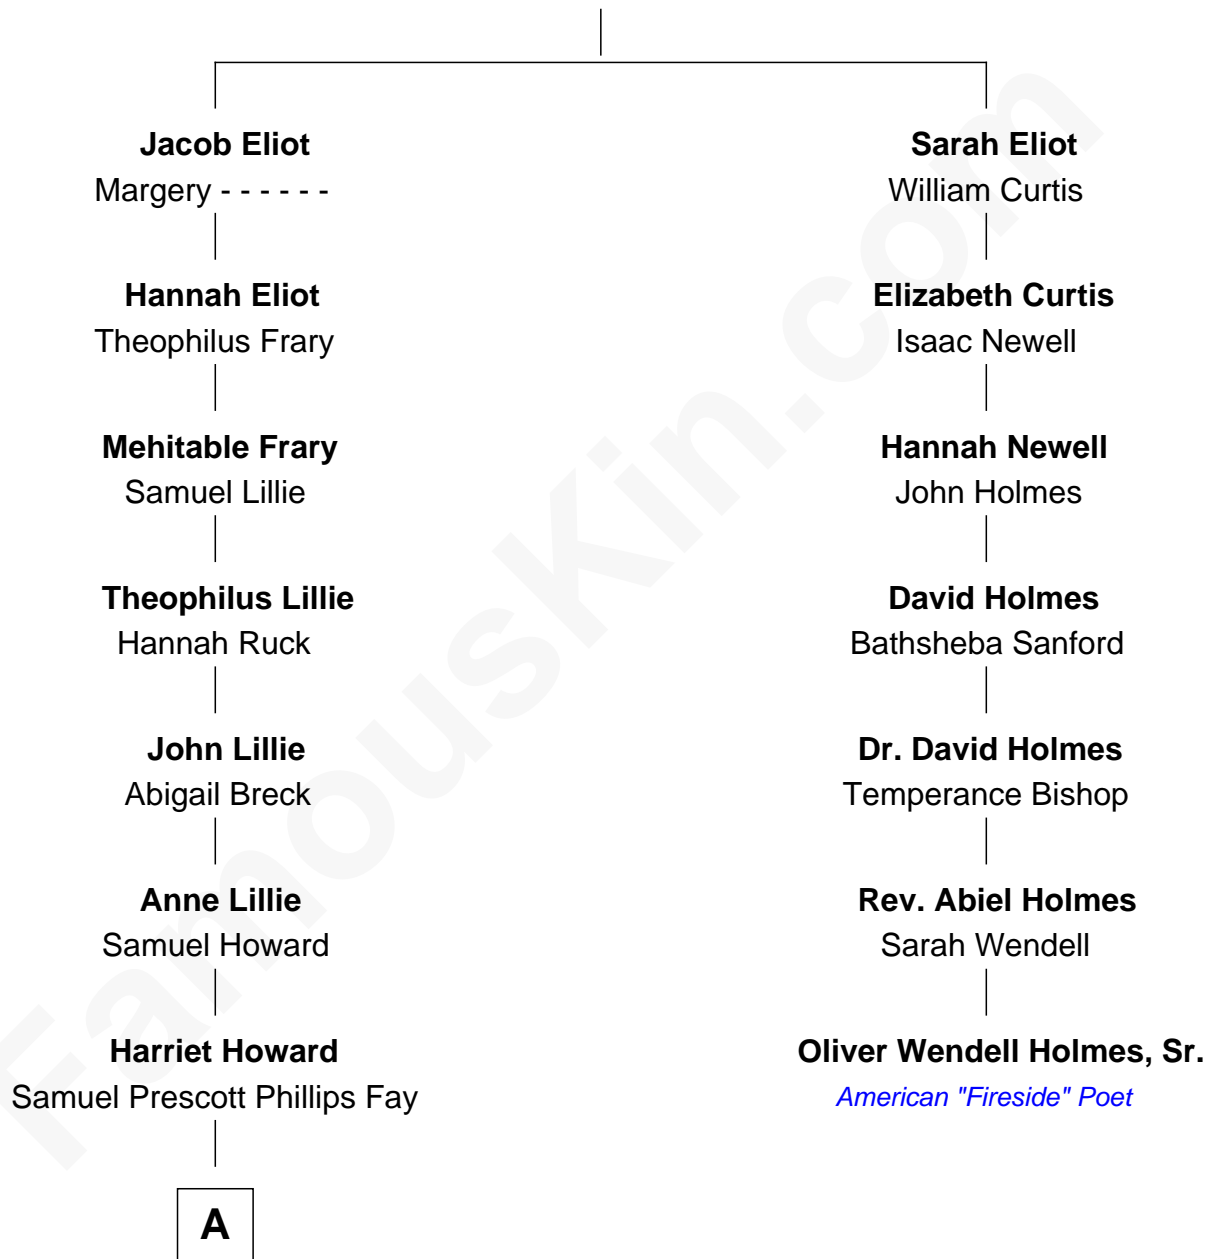 Jacob Eliot
Margery - - - - - -
Sarah Eliot
William Curtis
Hannah Eliot
Theophilus Frary
Elizabeth Curtis
Isaac Newell
Mehitable Frary
Samuel Lillie
Hannah Newell
John Holmes
Theophilus Lillie
Hannah Ruck
David Holmes
Bathsheba Sanford
John Lillie
Abigail Breck
Dr. David Holmes
Temperance Bishop
Anne Lillie
Samuel Howard
Rev. Abiel Holmes
Sarah Wendell
Harriet Howard
Samuel Prescott Phillips Fay
Oliver Wendell Holmes, Sr.
American "Fireside" Poet
A
FamousKin.com